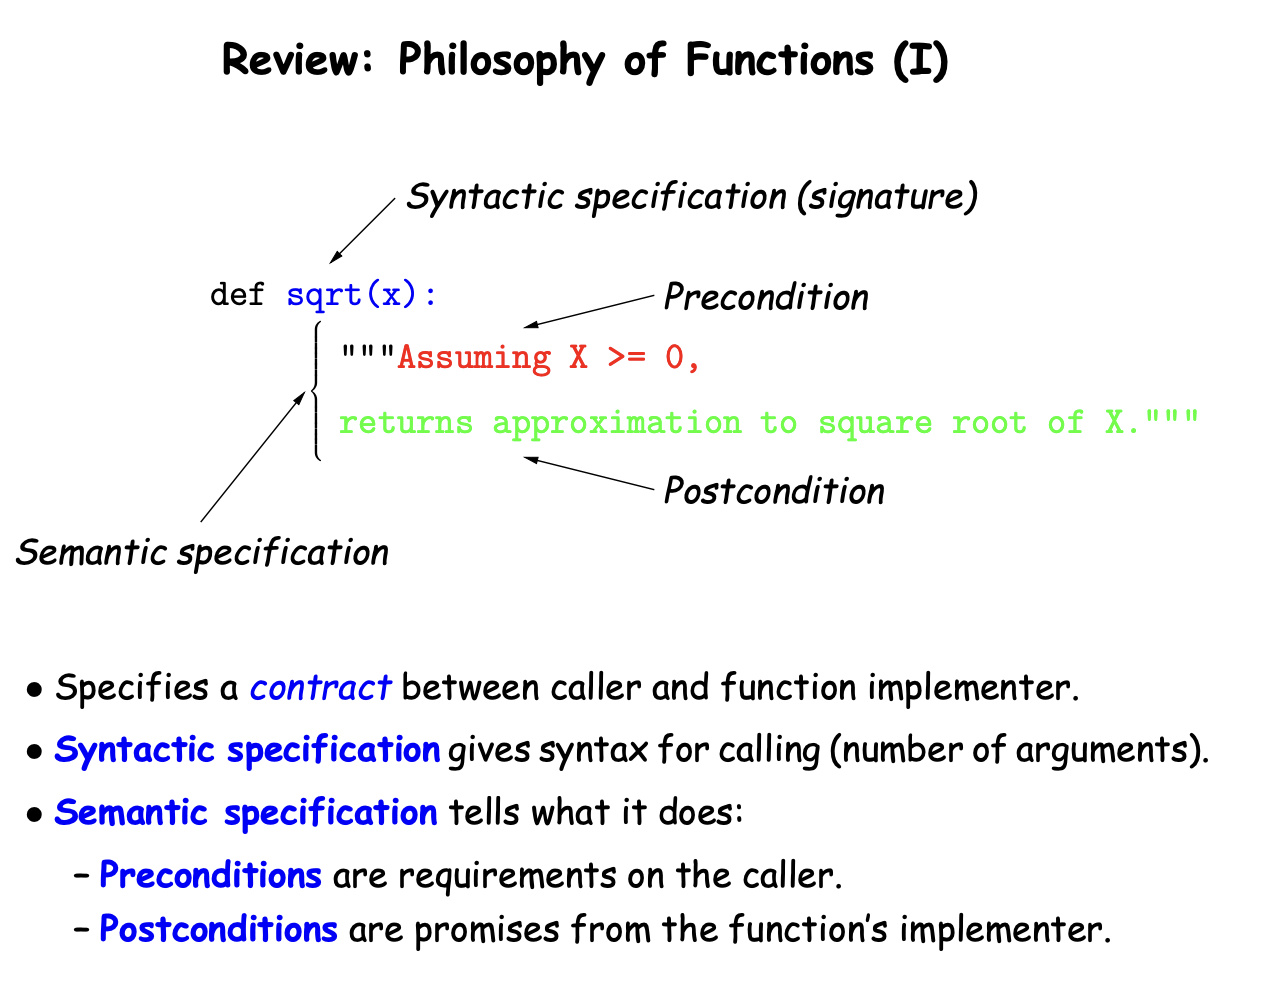 Review: Philosophy of Functions (I)
Syntactic specification (signature)
def sqrt(x):
Precondition
"""Assuming X >= 0,
returns approximation to square root of X."""
Postcondition
Semantic specification
• Specifies a contract between caller and function implementer.
• Syntactic specification gives syntax for calling (number of arguments).
• Semantic specification tells what it does:
– Preconditions are requirements on the caller.
– Postconditions are promises from the function's implementer.